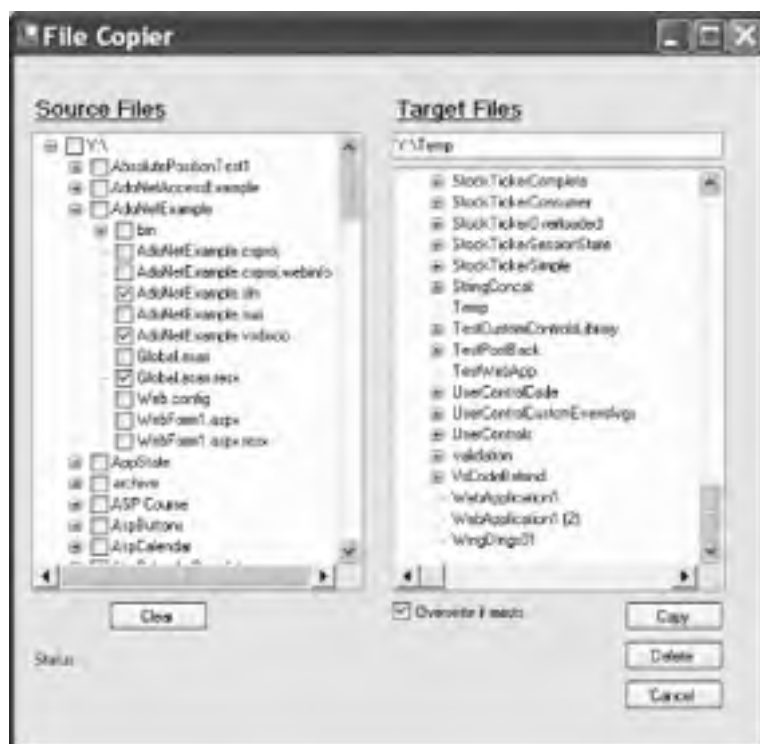 File Copier
Source Files
Y:\
AbsolutePositionTest1
AdoNetAccessExample
AdoNetExample
bin
AdoNetExample.csproj
AdoNetExample.csproj.webinfo
AdoNetExample.sln
AdoNetExample.suo
AdoNetExample.vsdisco
Global.asax
Global.asax.resx
Web.config
WebForm1.aspx
WebForm1.aspx.resx
AppState
archive
ASP Course
AspButtons
AspCalendar
Clear
Status
Target Files
Y:\Temp
StockTickerComplete
StockTickerConsumer
StockTickerOverloaded
StockTickerSessionState
StockTickerSimple
StringConcat
Temp
TestCustomControlsLibrary
TestPostBack
TestWebApp
UserControlCode
UserControlCustomEventArgs
UserControls
validation
VsCodeBehind
WebApplication1
WebApplication1 (2)
WingDings01
Overwrite if exists
Copy
Delete
Cancel